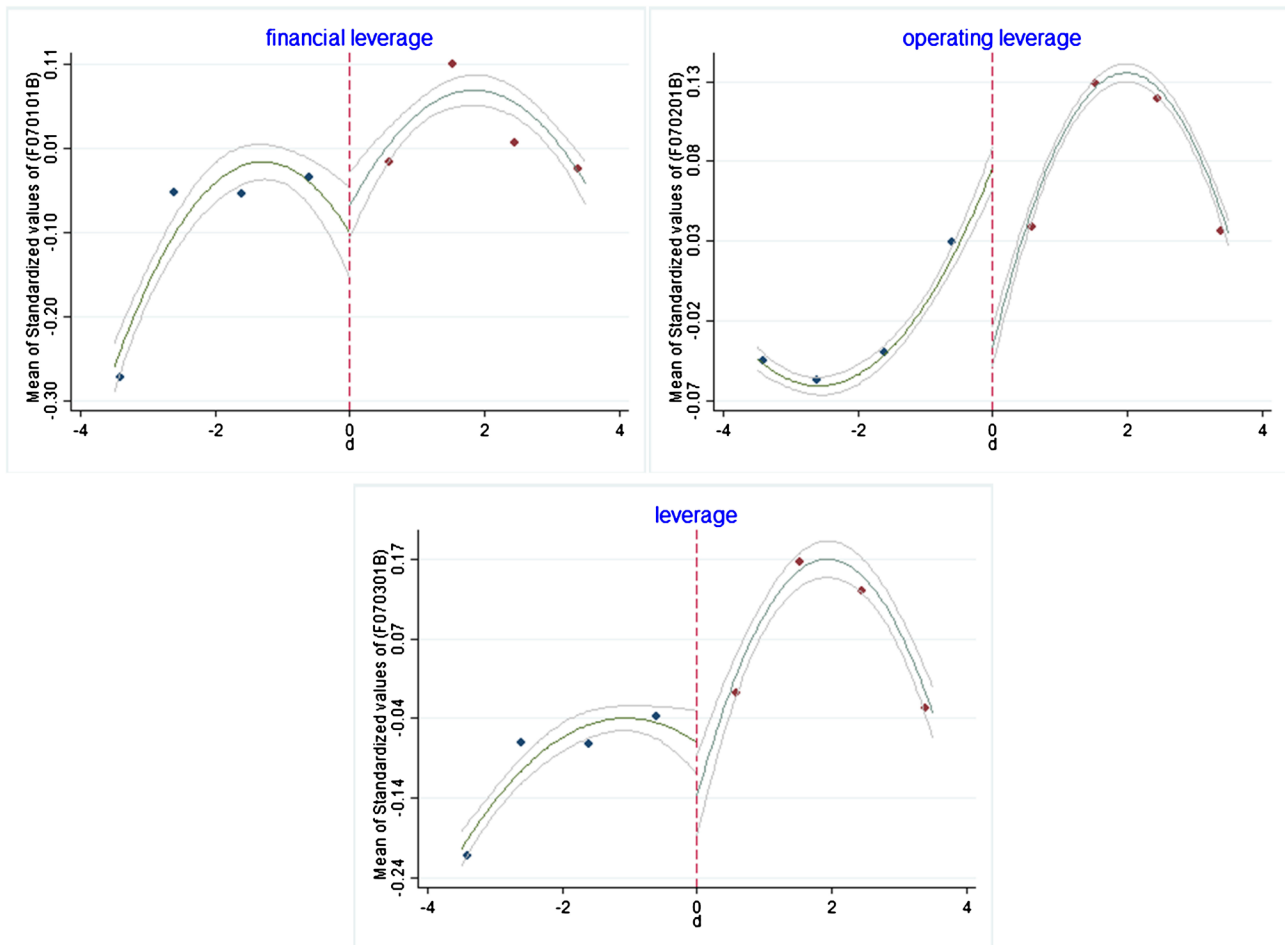 financial leverage
Mean of Standardized values of (F070101B)
0.11
0.01
-0.10
-0.20
-0.30
-4 -2 0 2 4
d
operating leverage
Mean of Standardized values of (F070201B)
0.13
0.08
0.03
-0.02
-0.07
-4 -2 0 2 4
d
leverage
Mean of Standardized values of (F070301B)
0.17
0.07
-0.04
-0.14
-0.24
-4 -2 0 2 4
d